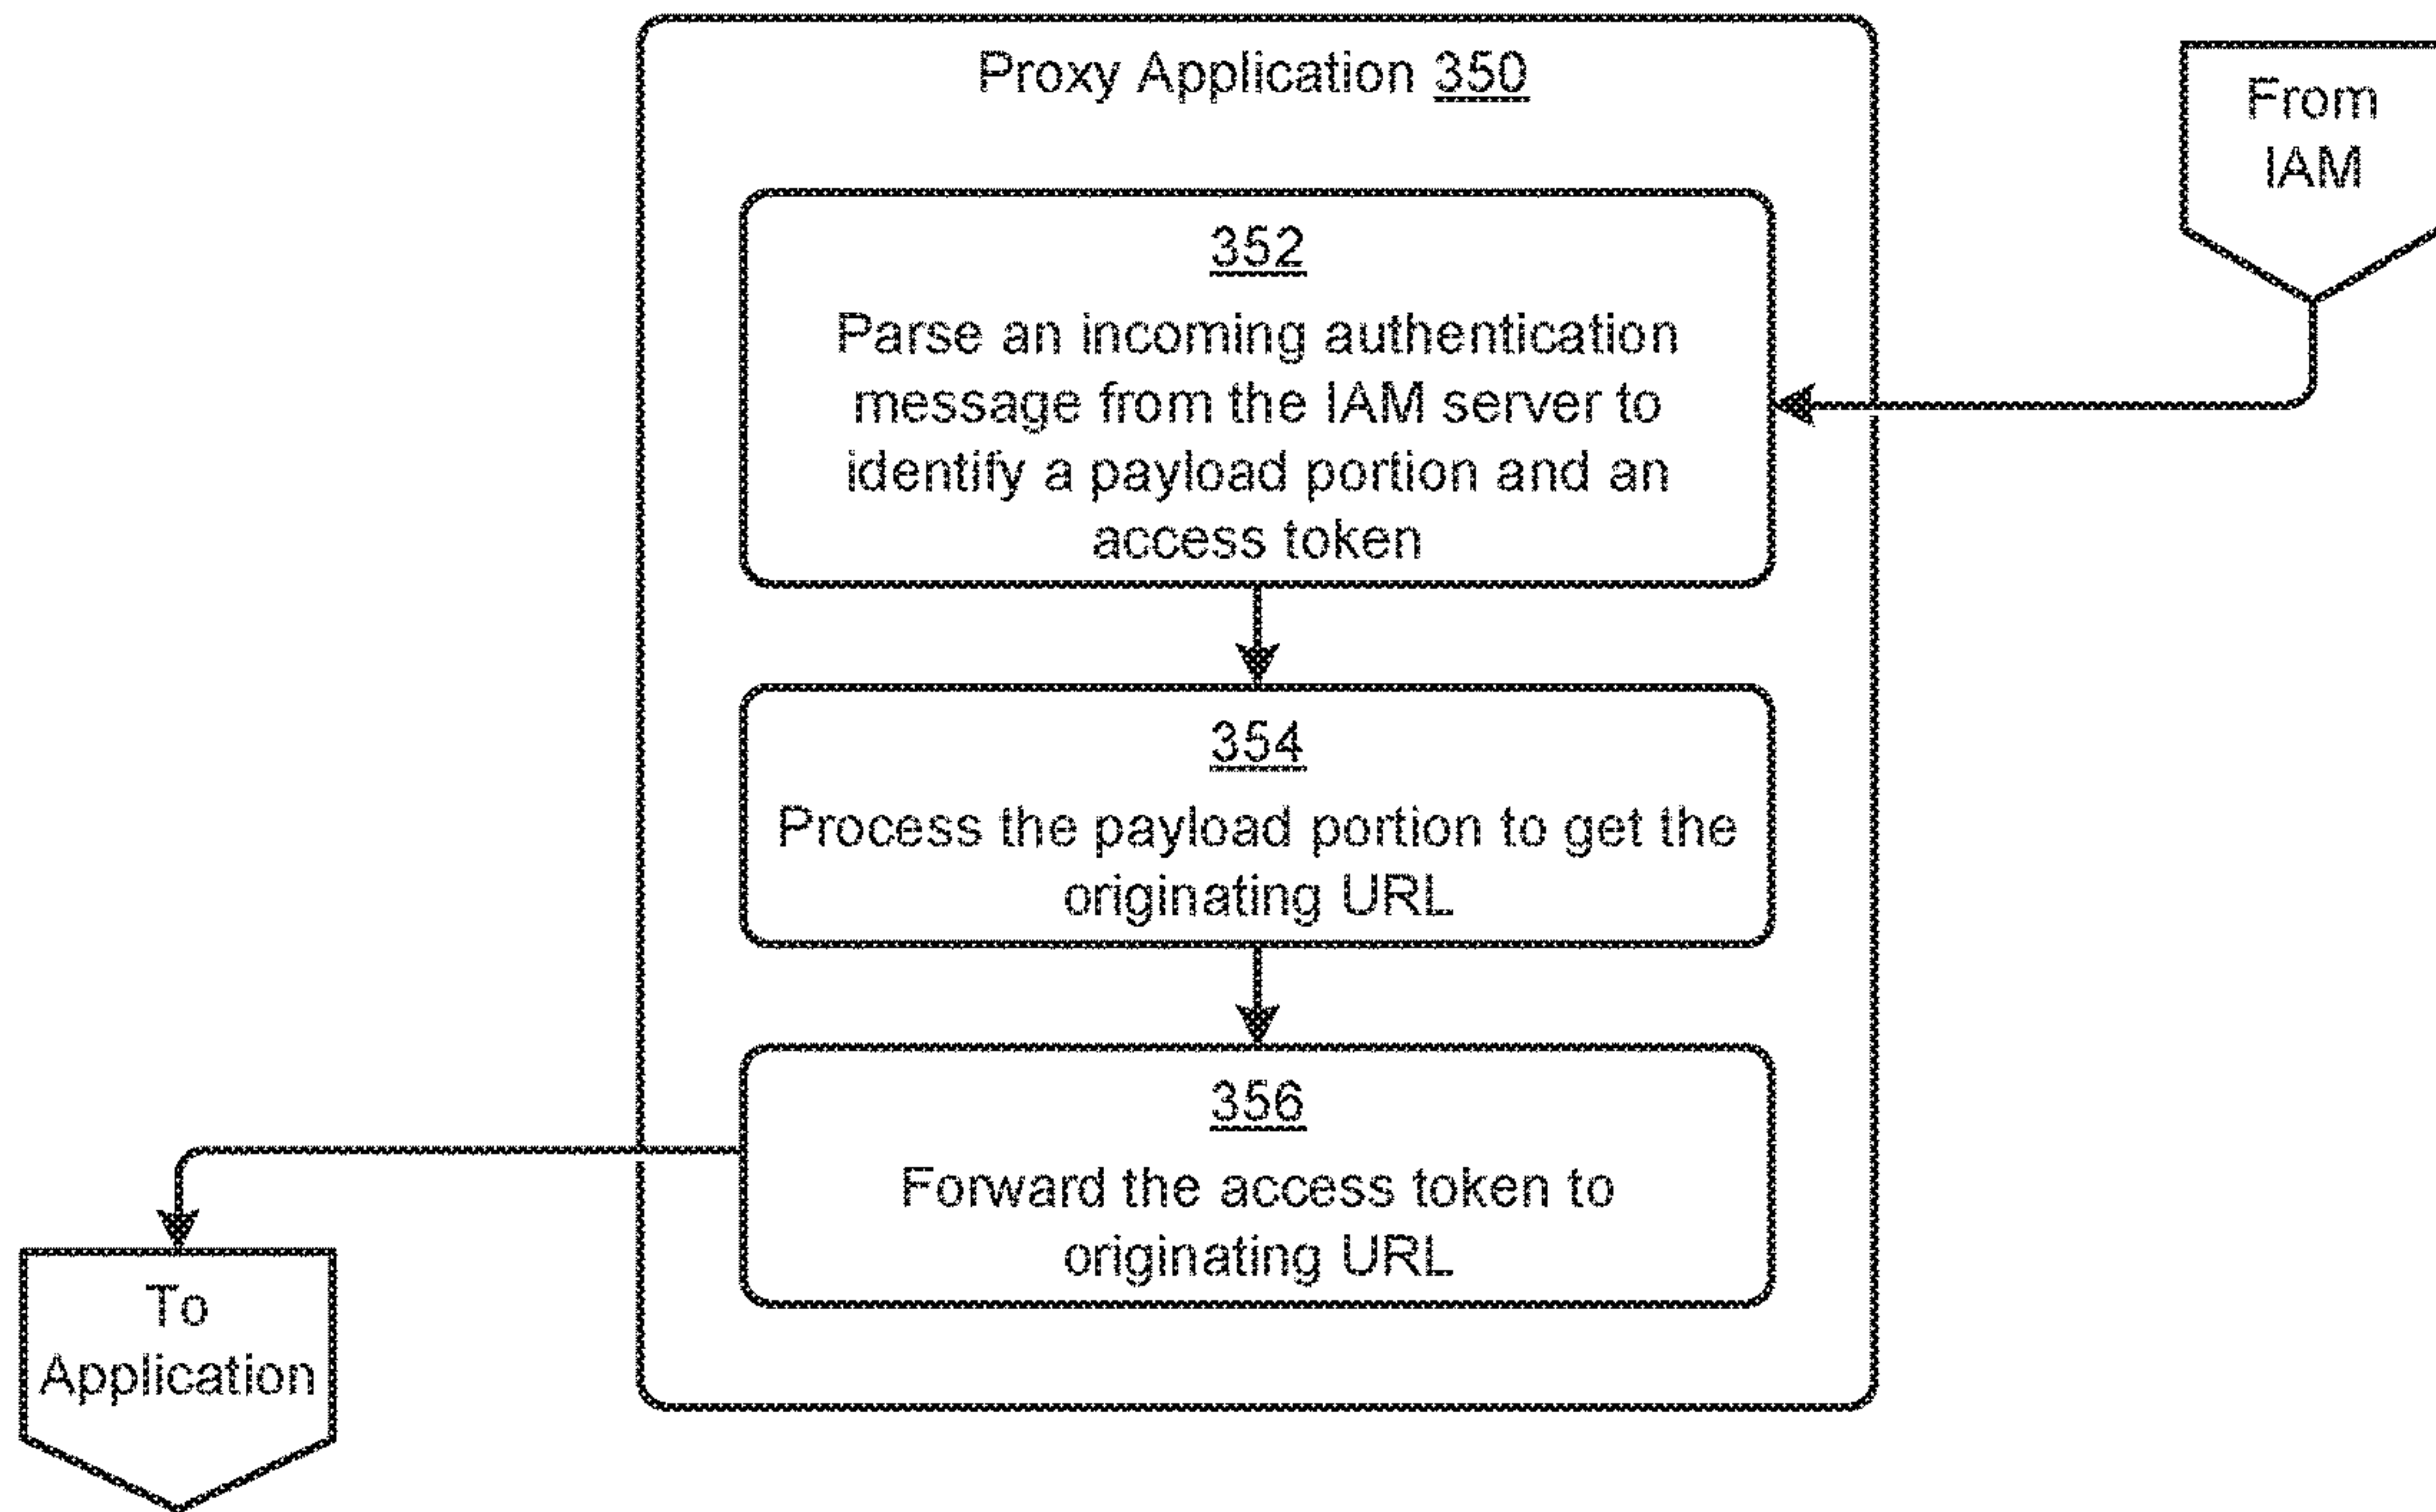 Proxy Application 350
From
IAM
352
Parse an incoming authentication
message from the IAM server to
identify a payload portion and an
access token
354
Process the payload portion to get the
originating URL
356
Forward the access token to
originating URL
To
Application